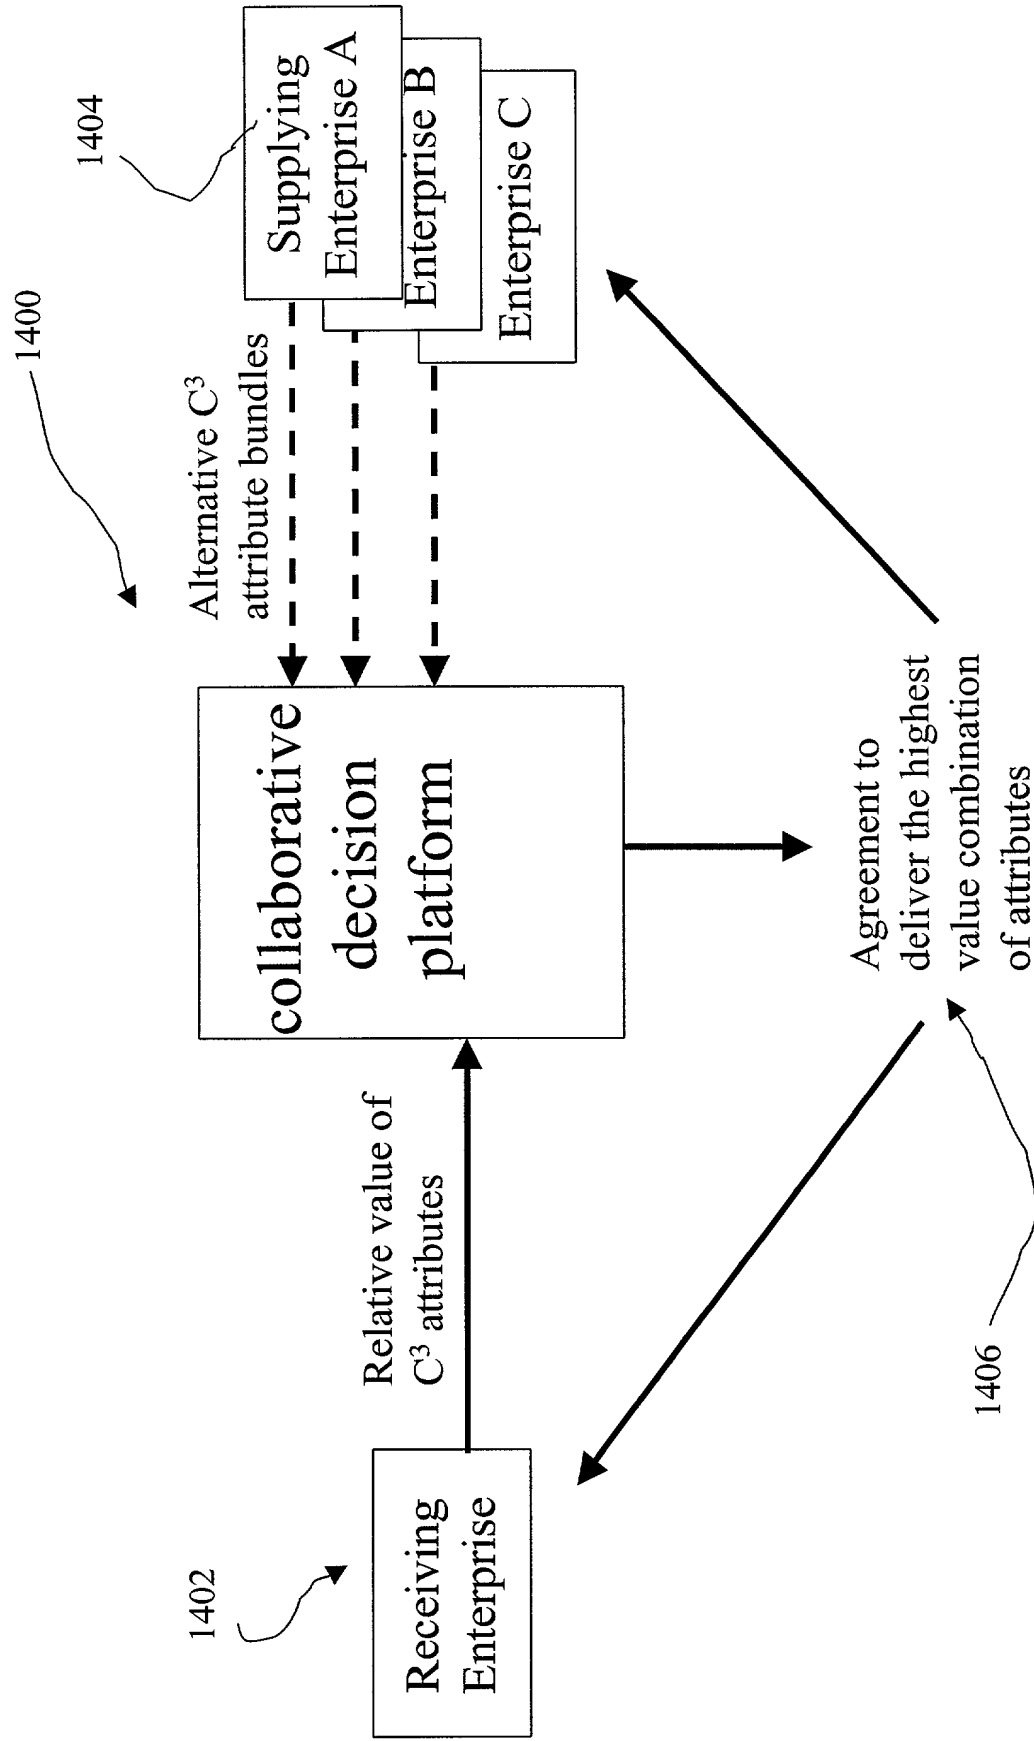 1400
1404
Supplying
Enterprise A
Enterprise B
Enterprise C
Alternative C³
attribute bundles
collaborative
decision
platform
Relative value of
C³ attributes
1402
Receiving
Enterprise
Agreement to
deliver the highest
value combination
of attributes
1406